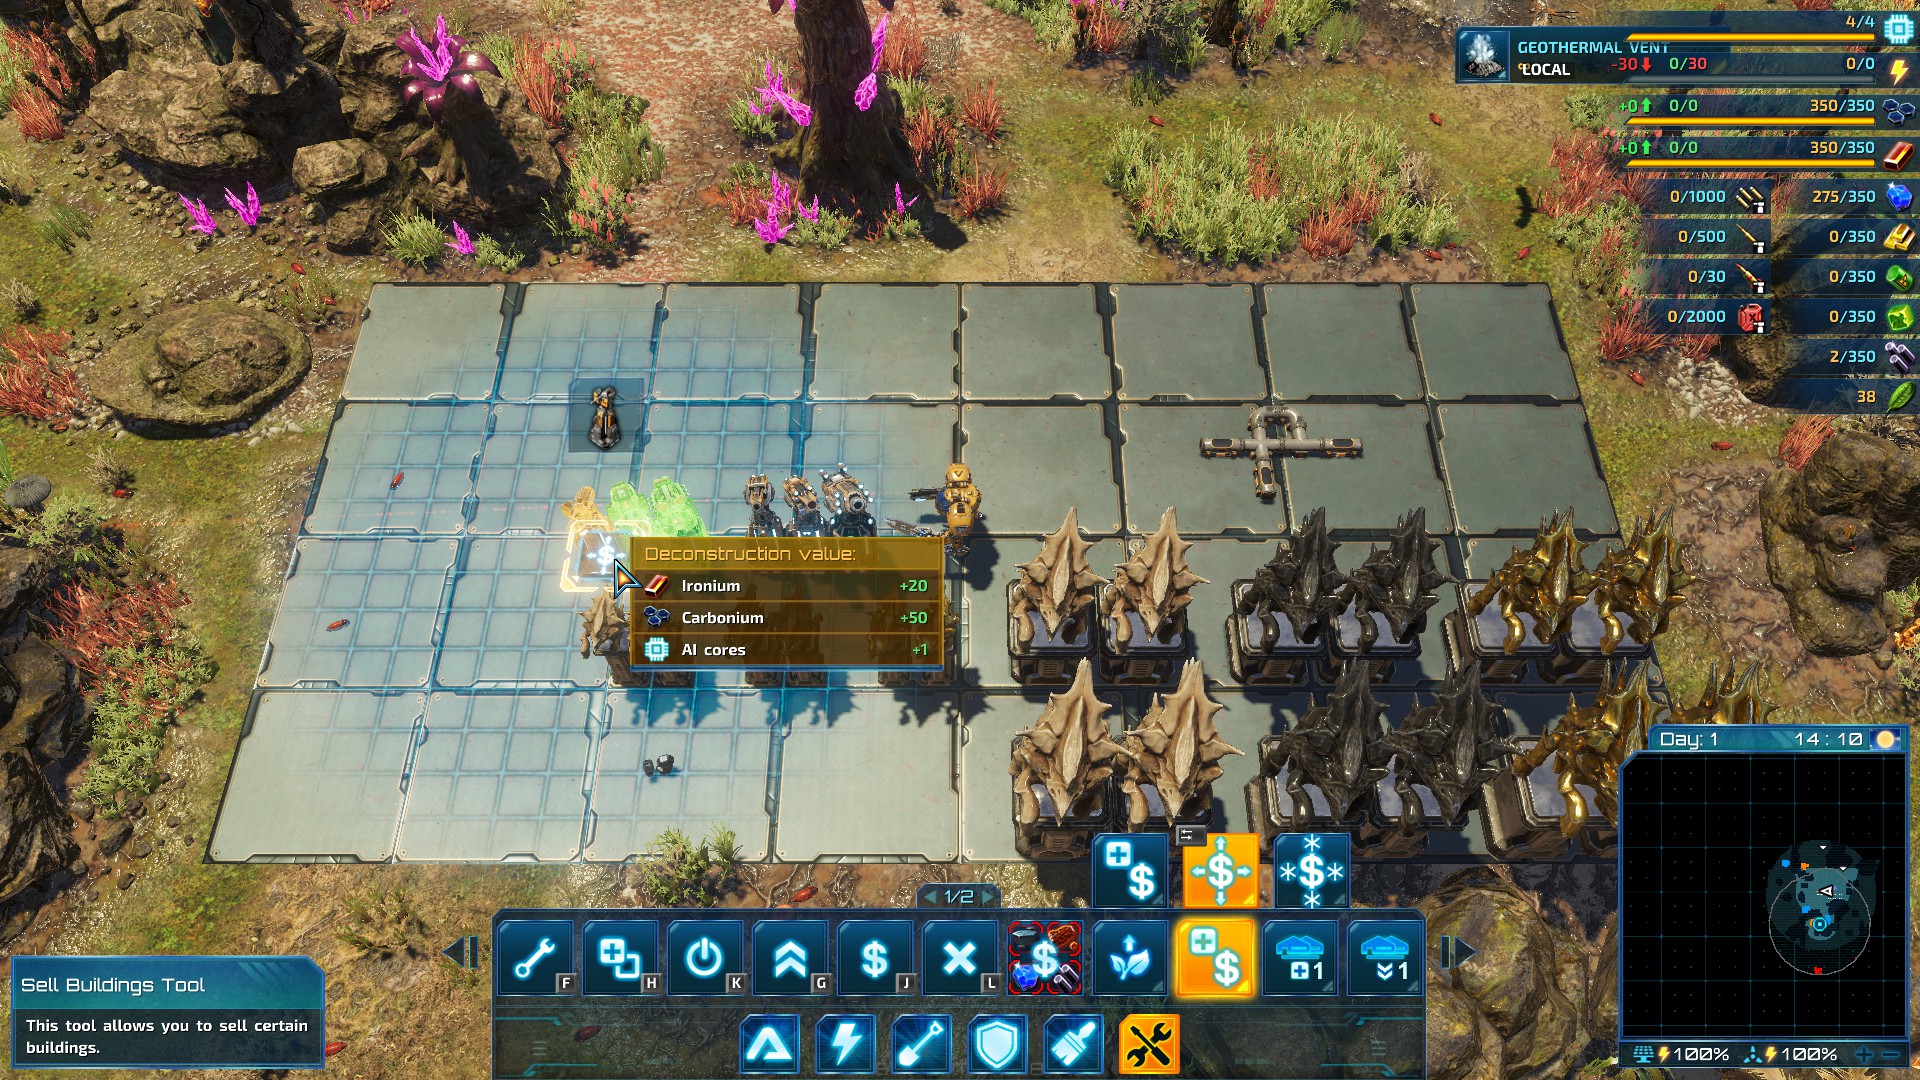 4/4
GEOTHERMAL VENT
LOCAL
-30 0/30
0/0
+0 0/0
350/350
+0 0/0
350/350
0/1000
275/350
0/500
0/350
0/30
0/350
0/2000
0/350
2/350
38
Deconstruction value:
Ironium +20
Carbonium +50
AI cores +1
Day: 1 14:10
1/2
F
H
K
G
J
L
1
1
Sell Buildings Tool
This tool allows you to sell certain
buildings.
100% 100%